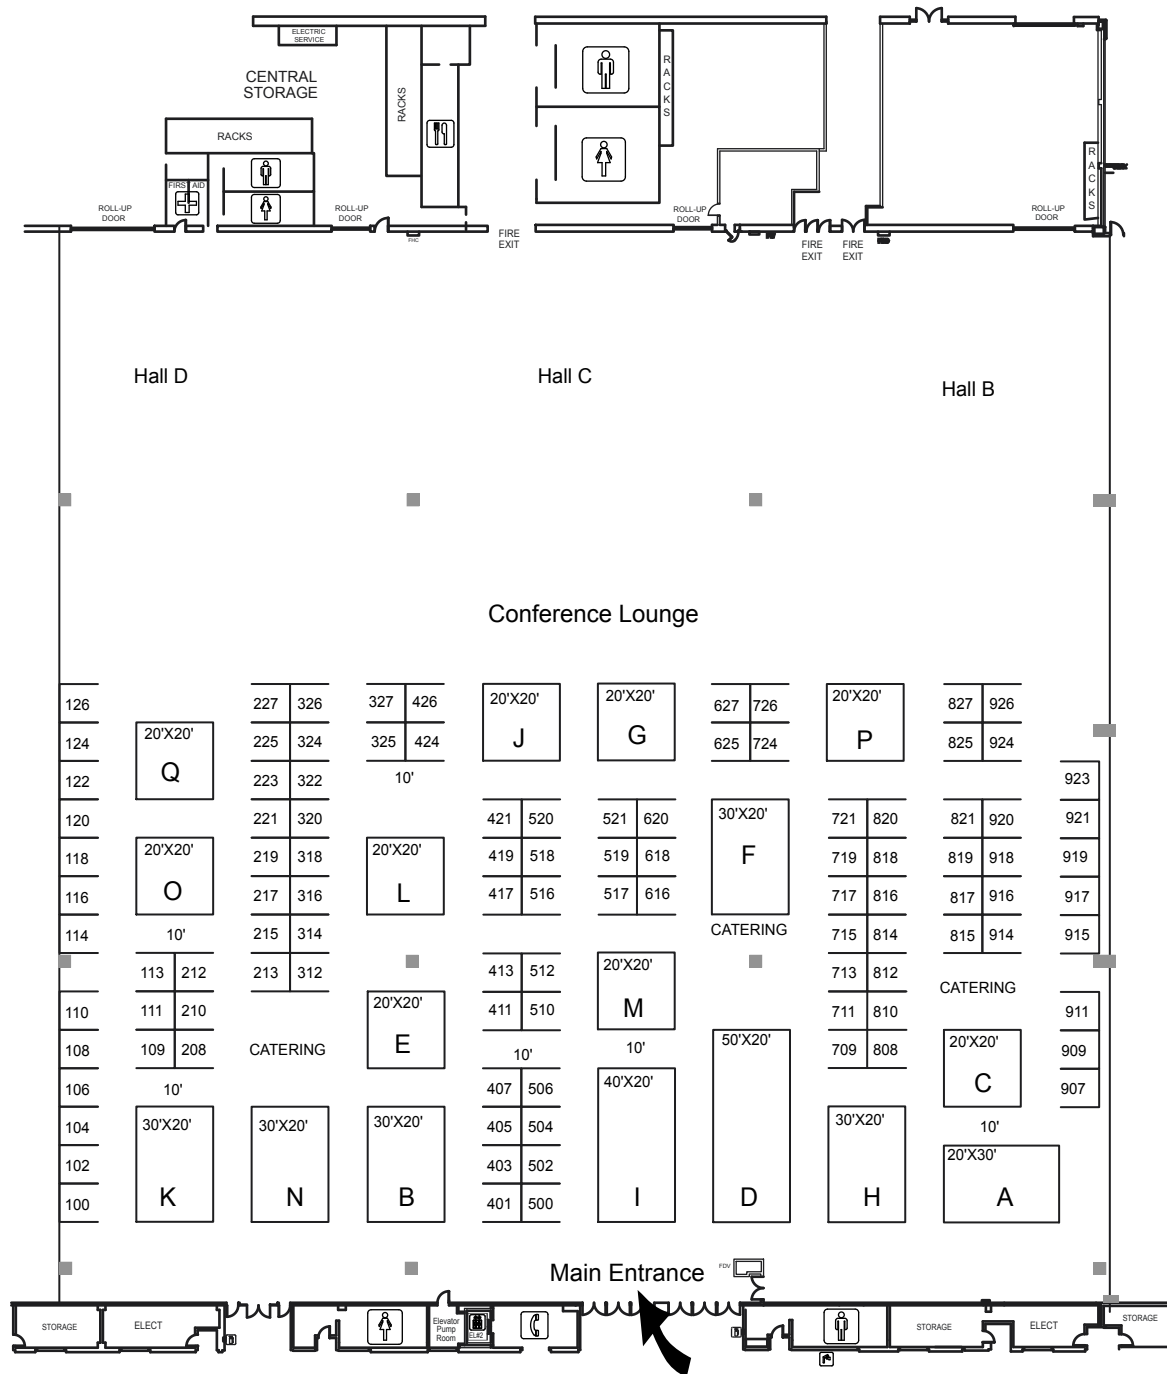 ELECTRIC
SERVICE
CENTRAL
STORAGE
RACKS
RACKS
RACKS
RACKS
FIRST AID
ROLL-UP
DOOR
ROLL-UP
DOOR
FHC
FIRE
EXIT
ROLL-UP
DOOR
FIRE
EXIT
FIRE
EXIT
ROLL-UP
DOOR
Hall D
Hall C
Hall B
Conference Lounge
126 227 326 327 426 20'X20' J 20'X20' G 627 726 20'X20' P 827 926
124 20'X20' Q 225 324 325 424 625 724 825 924
122 223 322 10' 923
120 221 320 421 520 521 620 30'X20' F 721 820 821 920 921
118 20'X20' O 219 318 20'X20' L 419 518 519 618 719 818 819 918 919
116 217 316 417 516 517 616 717 816 817 916 917
114 10' 215 314 CATERING 715 814 815 914 915
113 212 213 312 413 512 20'X20' M 713 812 CATERING
110 111 210 20'X20' E 411 510 711 810 911
108 109 208 CATERING 10' 10' 50'X20' D 709 808 20'X20' C 909
106 10' 407 506 40'X20' I 907
104 30'X20' K 30'X20' N 30'X20' B 405 504 30'X20' H 10'
102 403 502 20'X30' A
100 401 500
Main Entrance
FDV
STORAGE
ELECT
Elevator
Pump
Room
EL#2
STORAGE
ELECT
STORAGE